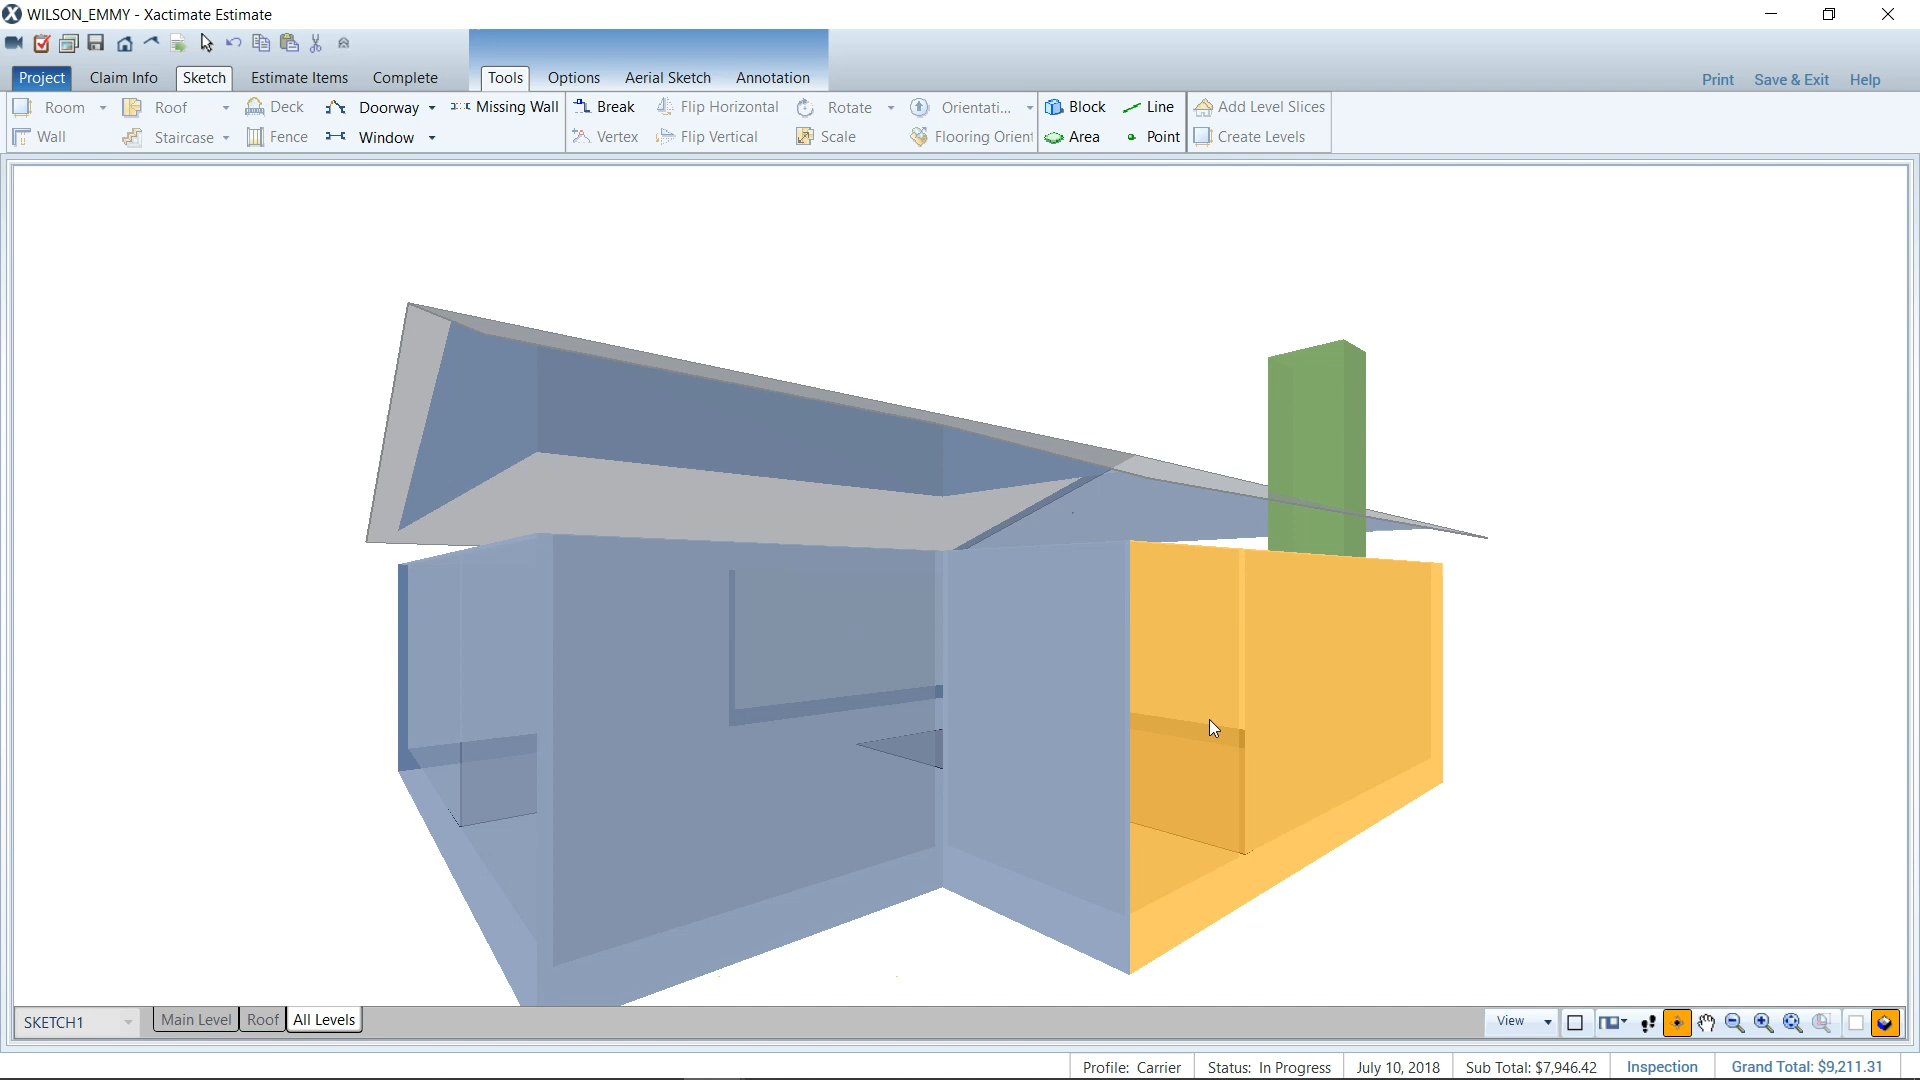 WILSON_EMMY - Xactimate Estimate
Project Claim Info Sketch Estimate Items Complete Tools Options Aerial Sketch Annotation Print Save & Exit Help
Room Roof Deck Doorway Missing Wall Break Flip Horizontal Rotate Orientati... Block Line Add Level Slices
Wall Staircase Fence Window Vertex Flip Vertical Scale Flooring Orient Area Point Create Levels
SKETCH1 Main Level Roof All Levels View
Profile: Carrier Status: In Progress July 10, 2018 Sub Total: $7,946.42 Inspection Grand Total: $9,211.31